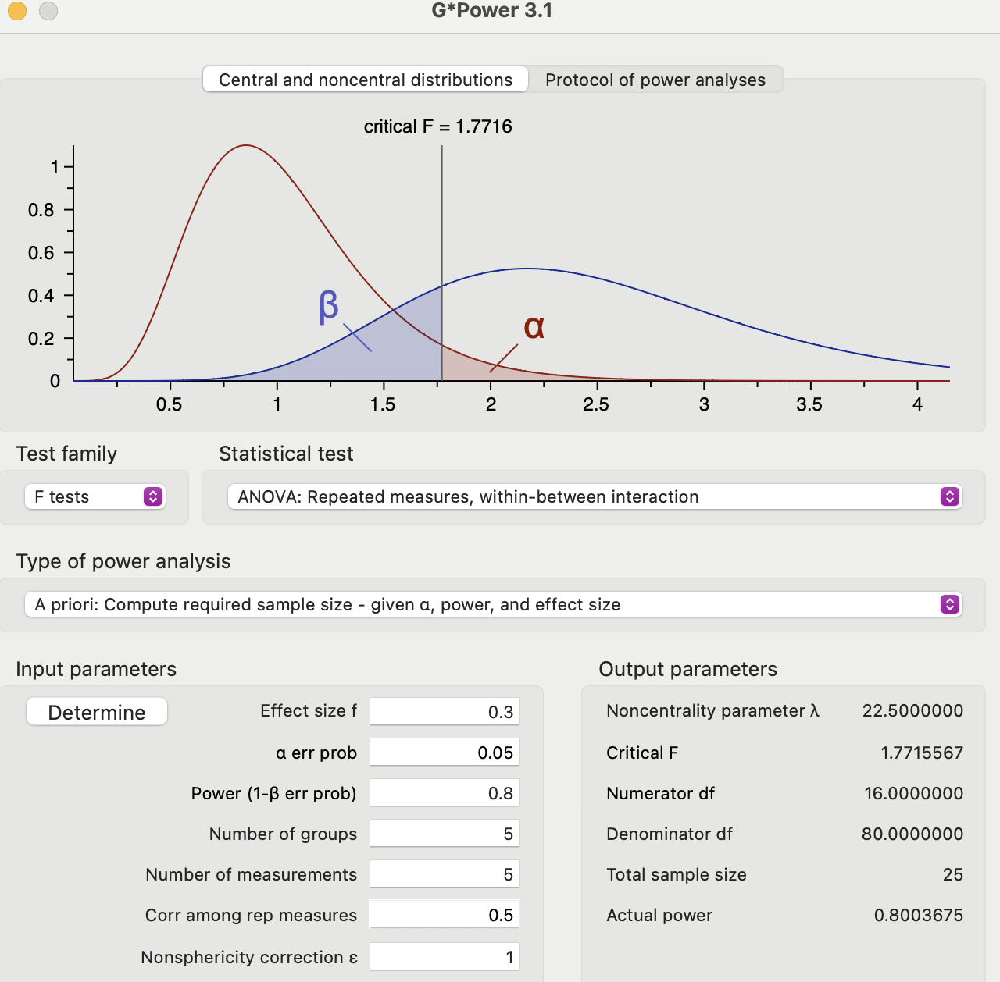 G*Power 3.1
Central and noncentral distributions Protocol of power analyses
critical F = 1.7716
1
0.8
0.6
0.4
0.2
0
β
α
0.5 1 1.5 2 2.5 3 3.5 4
Test family Statistical test
F tests ANOVA: Repeated measures, within-between interaction
Type of power analysis
A priori: Compute required sample size - given α, power, and effect size
Input parameters Output parameters
Determine Effect size f 0.3 Noncentrality parameter λ 22.5000000
α err prob 0.05 Critical F 1.7715567
Power (1-β err prob) 0.8 Numerator df 16.0000000
Number of groups 5 Denominator df 80.0000000
Number of measurements 5 Total sample size 25
Corr among rep measures 0.5 Actual power 0.8003675
Nonsphericity correction ε 1